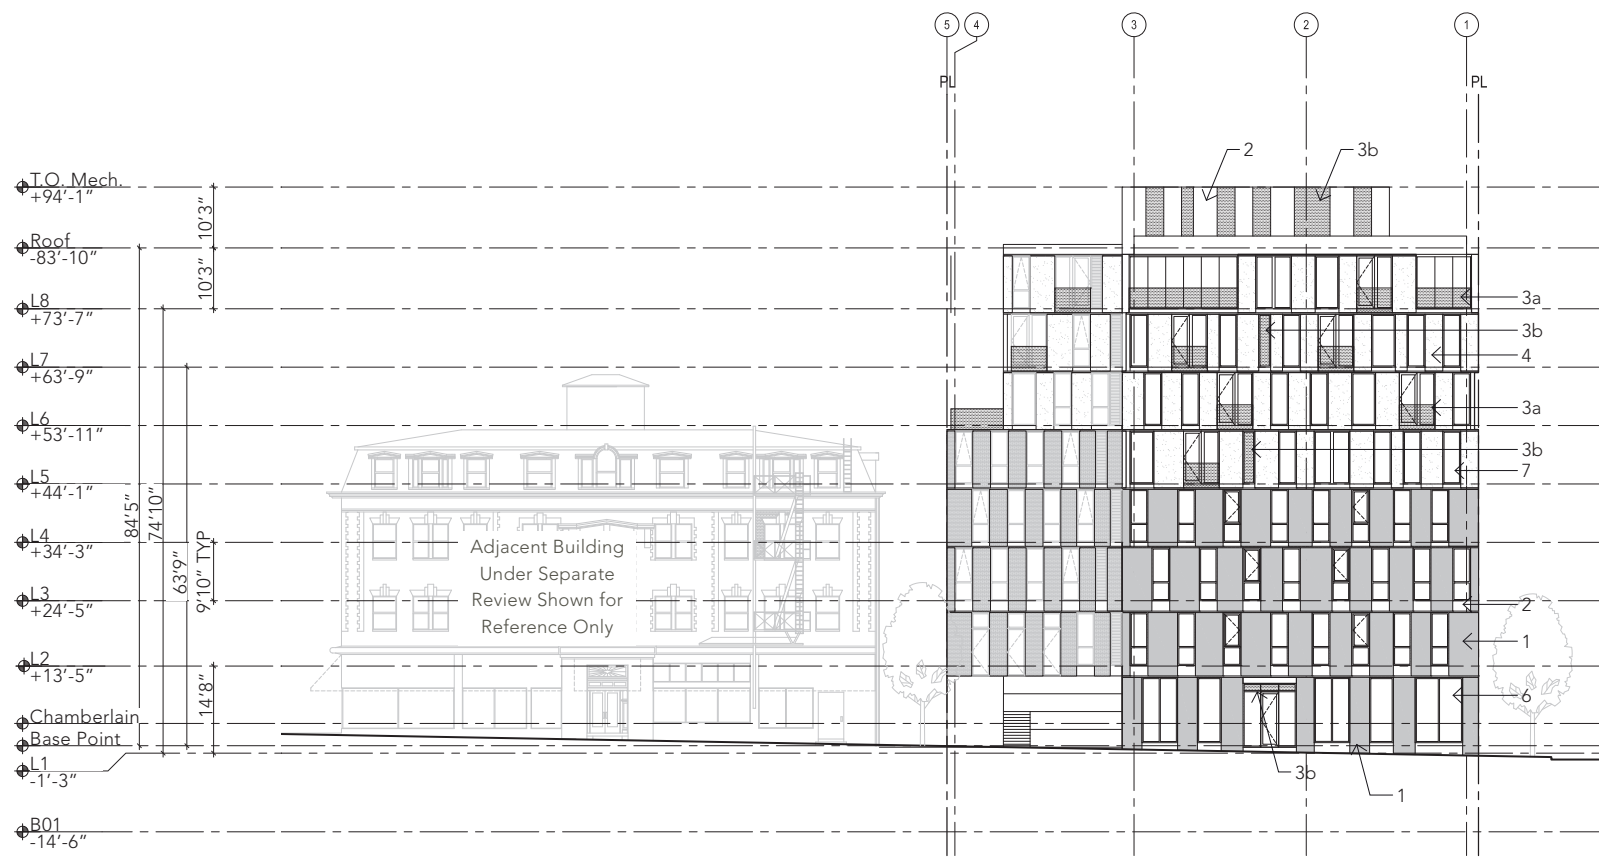 5
4
3
2
1
PL
PL
2
3b
T.O. Mech.
+94'-1"
10'3"
Roof
-83'-10"
10'3"
L8
+73'-7"
3a
3b
L7
+63'-9"
4
L6
+53'-11"
3a
3b
L5
+44'-1"
7
84'5"
74'10"
63'9"
9'10" TYP
L4
+34'-3"
Adjacent Building
Under Separate
Review Shown for
Reference Only
L3
+24'-5"
2
1
L2
+13'-5"
14'8"
6
Chamberlain
Base Point
L1
-1'-3"
3b
1
B01
-14'-6"